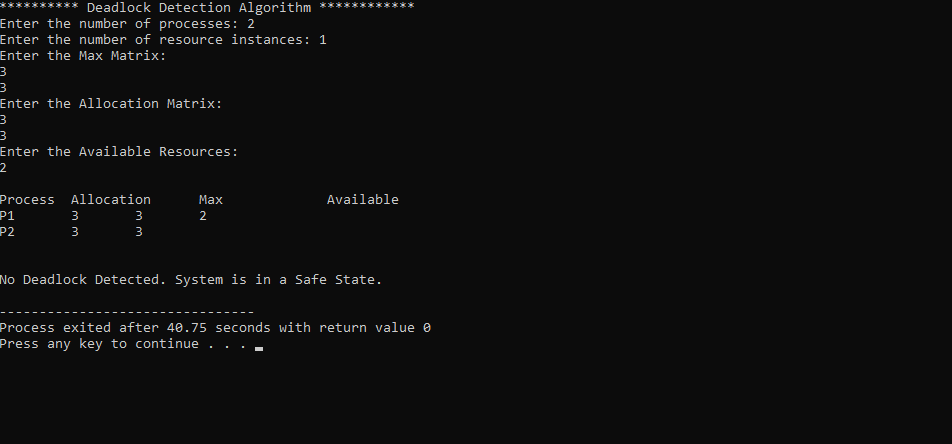 ********** Deadlock Detection Algorithm ************
Enter the number of processes: 2
Enter the number of resource instances: 1
Enter the Max Matrix:
3
3
Enter the Allocation Matrix:
3
3
Enter the Available Resources:
2
Process  Allocation      Max             Available
P1       3       3       2
P2       3       3
No Deadlock Detected. System is in a Safe State.
--------------------------------
Process exited after 40.75 seconds with return value 0
Press any key to continue . . .